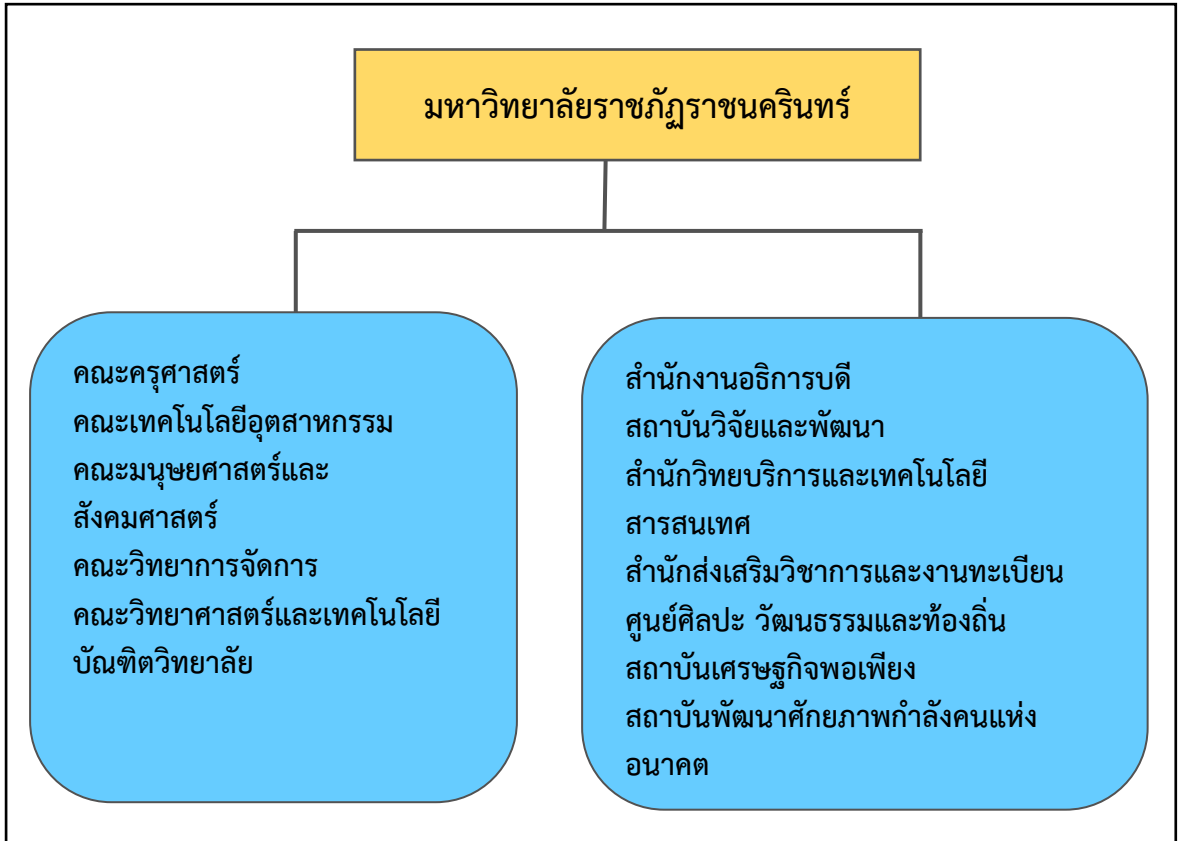 มหาวิทยาลัยราชภัฏราชนครินทร์
คณะครุศาสตร์
คณะเทคโนโลยีอุตสาหกรรม
คณะมนุษยศาสตร์และ
สังคมศาสตร์
คณะวิทยาการจัดการ
คณะวิทยาศาสตร์และเทคโนโลยี
บัณฑิตวิทยาลัย
สำนักงานอธิการบดี
สถาบันวิจัยและพัฒนา
สำนักวิทยบริการและเทคโนโลยี
สารสนเทศ
สำนักส่งเสริมวิชาการและงานทะเบียน
ศูนย์ศิลปะ วัฒนธรรมและท้องถิ่น
สถาบันเศรษฐกิจพอเพียง
สถาบันพัฒนาศักยภาพกำลังคนแห่ง
อนาคต